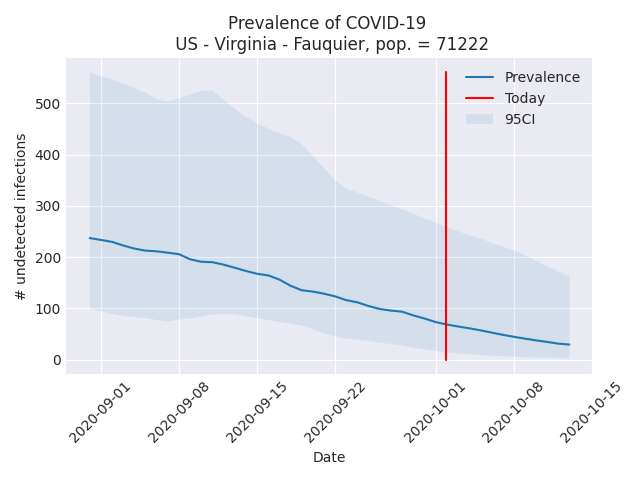 Prevalence of COVID-19
US - Virginia - Fauquier, pop. = 71222
Prevalence
Today
95CI
# undetected infections
500
400
300
200
100
0
2020-09-01
2020-09-08
2020-09-15
2020-09-22
2020-10-01
2020-10-08
2020-10-15
Date